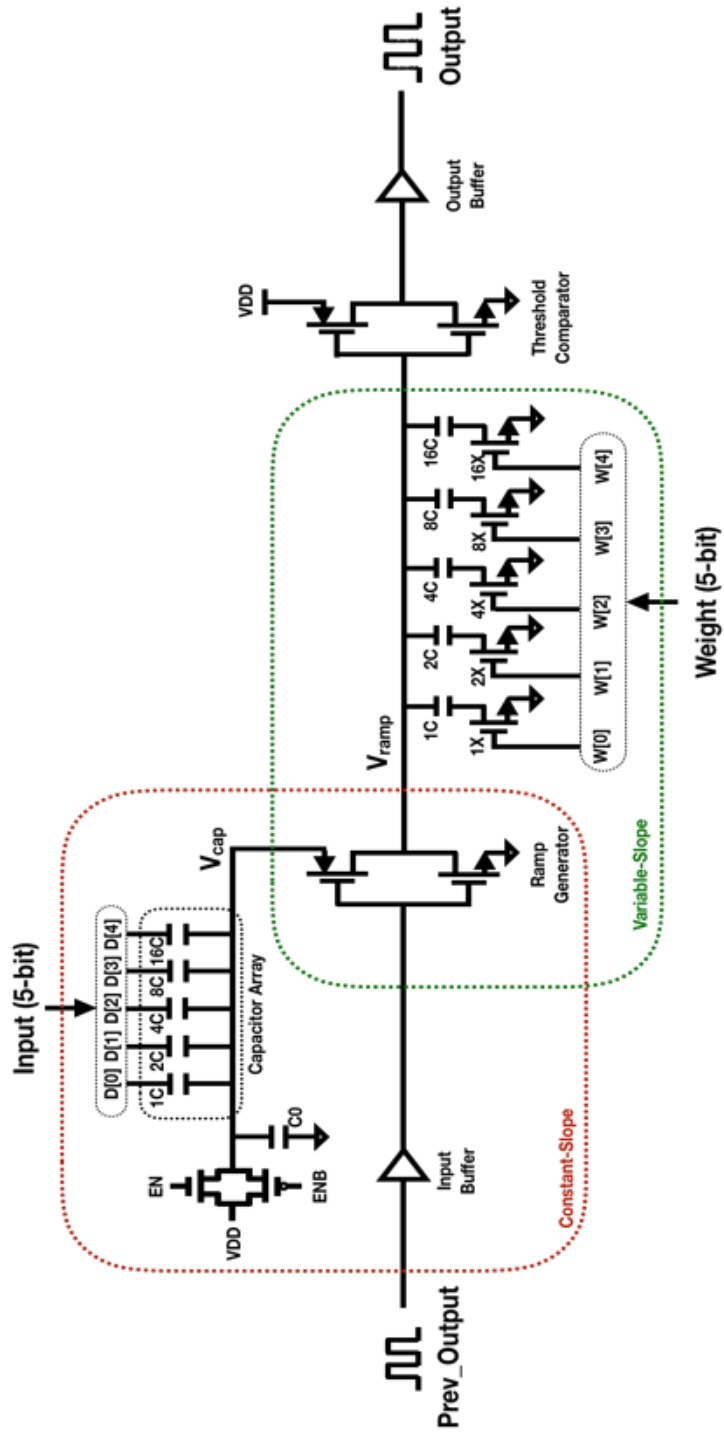 Input (5-bit)
D[0] D[1] D[2] D[3] D[4]
1C 2C 4C 8C 16C
Capacitor Array
EN
VDD
ENB
C0
Vcap
Constant-Slope
Prev_Output
Input
Buffer
Ramp
Generator
Vramp
1C 2C 4C 8C 16C
1X 2X 4X 8X 16X
W[0] W[1] W[2] W[3] W[4]
Weight (5-bit)
Variable-Slope
VDD
Threshold
Comparator
Output
Buffer
Output